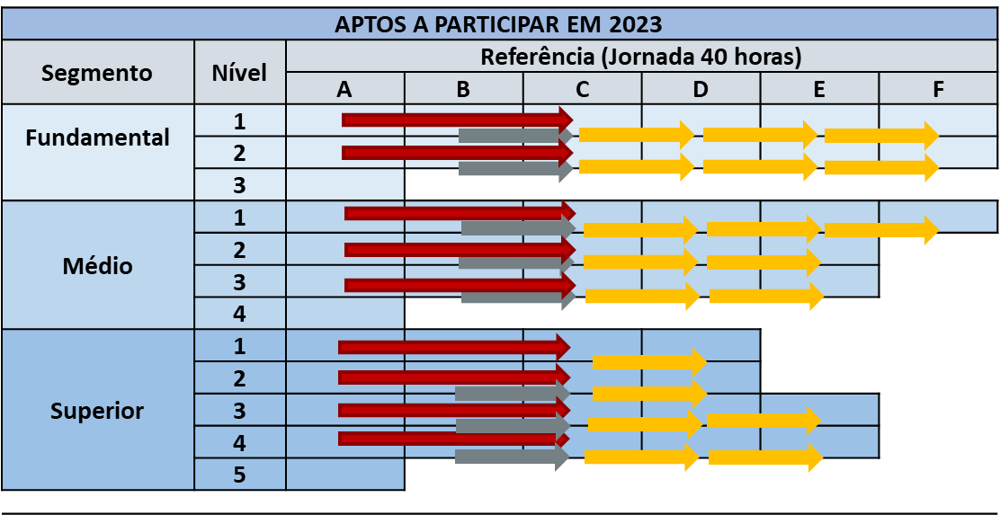 APTOS A PARTICIPAR EM 2023
Segmento Nível Referência (Jornada 40 horas)
A B C D E F
Fundamental
1
2
3
Médio
1
2
3
4
Superior
1
2
3
4
5